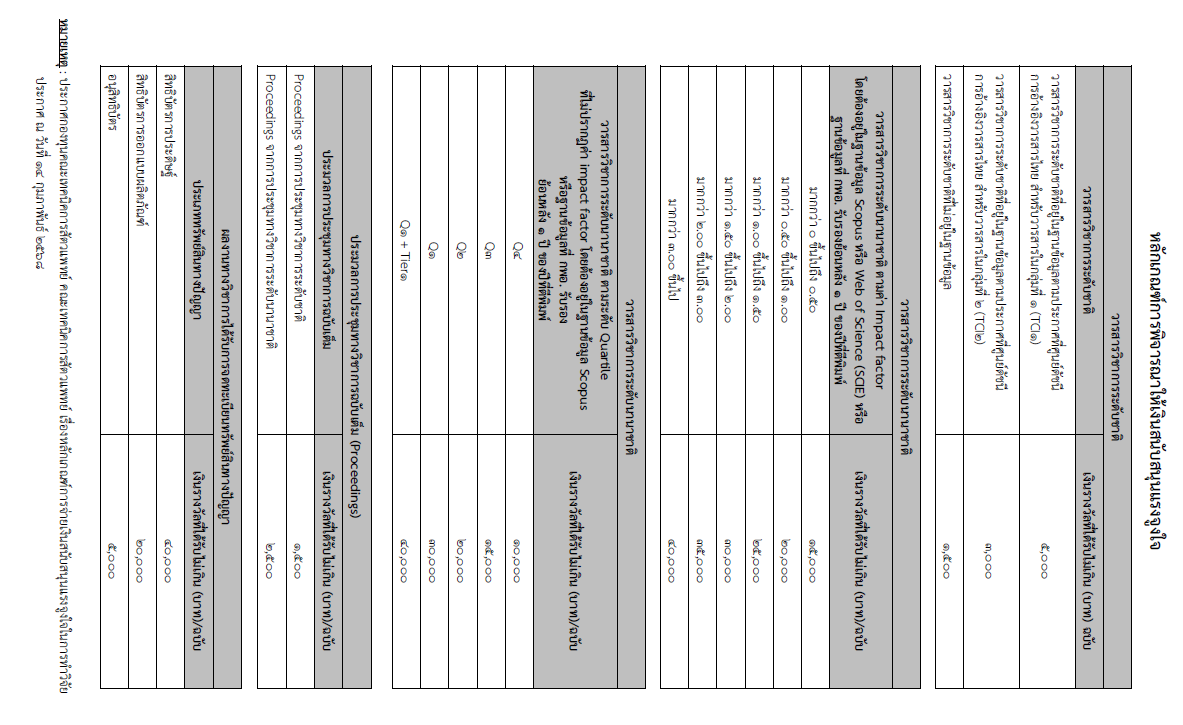 หลักเกณฑ์การพิจารณาให้เงินสนับสนุนแรงจูงใจ
วารสารวิชาการระดับชาติ
วารสารวิชาการระดับชาติ
เงินรางวัลที่ได้รับไม่เกิน (บาท) ฉบับ
วารสารวิชาการระดับชาติที่อยู่ในฐานข้อมูลตามประกาศที่ศูนย์ดัชนี
การอ้างอิงวารสารไทย สำหรับวารสารในกลุ่มที่ ๑ (TCI๑)
๕,๐๐๐
วารสารวิชาการระดับชาติที่อยู่ในฐานข้อมูลตามประกาศที่ศูนย์ดัชนี
การอ้างอิงวารสารไทย สำหรับวารสารในกลุ่มที่ ๒ (TCI๒)
๓,๐๐๐
วารสารวิชาการระดับชาติที่ไม่อยู่ในฐานข้อมูล
๑,๕๐๐
วารสารวิชาการระดับนานาชาติ
วารสารวิชาการระดับนานาชาติ ตามค่า Impact factor
โดยต้องอยู่ในฐานข้อมูล Scopus หรือ Web of Science (SCIE) หรือ
ฐานข้อมูลที่ กพอ. รับรองย้อนหลัง ๑ ปี ของปีที่ตีพิมพ์
เงินรางวัลที่ได้รับไม่เกิน (บาท)/ฉบับ
มากกว่า ๐ ขึ้นไปถึง ๐.๕๐
๑๕,๐๐๐
มากกว่า ๐.๕๐ ขึ้นไปถึง ๑.๐๐
๒๐,๐๐๐
มากกว่า ๑.๐๐ ขึ้นไปถึง ๑.๕๐
๒๕,๐๐๐
มากกว่า ๑.๕๐ ขึ้นไปถึง ๒.๐๐
๓๐,๐๐๐
มากกว่า ๒.๐๐ ขึ้นไปถึง ๓.๐๐
๓๕,๐๐๐
มากกว่า ๓.๐๐ ขึ้นไป
๔๐,๐๐๐
วารสารวิชาการระดับนานาชาติ
วารสารวิชาการระดับนานาชาติ ตามระดับ Quartile
ที่ไม่ปรากฏค่า impact factor โดยต้องอยู่ในฐานข้อมูล Scopus
หรือฐานข้อมูลที่ กพอ. รับรอง
ย้อนหลัง ๑ ปี ของปีที่ตีพิมพ์
เงินรางวัลที่ได้รับไม่เกิน (บาท)/ฉบับ
Q๔
๑๐,๐๐๐
Q๓
๑๕,๐๐๐
Q๒
๒๐,๐๐๐
Q๑
๓๐,๐๐๐
Q๑ + Tier๑
๔๐,๐๐๐
ประมวลการประชุมทางวิชาการฉบับเต็ม (Proceedings)
ประมวลการประชุมทางวิชาการฉบับเต็ม
เงินรางวัลที่ได้รับไม่เกิน (บาท)/ฉบับ
Proceedings จากการประชุมทางวิชาการระดับชาติ
๑,๕๐๐
Proceedings จากการประชุมทางวิชาการระดับนานาชาติ
๒,๕๐๐
ผลงานทางวิชาการได้รับการจดทะเบียนทรัพย์สินทางปัญญา
ประเภททรัพย์สินทางปัญญา
เงินรางวัลที่ได้รับไม่เกิน (บาท)/ฉบับ
สิทธิบัตรการประดิษฐ์
๔๐,๐๐๐
สิทธิบัตรการออกแบบผลิตภัณฑ์
๒๐,๐๐๐
อนุสิทธิบัตร
๕,๐๐๐
หมายเหตุ : ประกาศกองทุนคณะเทคนิคการสัตวแพทย์ คณะเทคนิคการสัตวแพทย์ เรื่องหลักเกณฑ์การจ่ายเงินสนับสนุนแรงจูงใจในการทำวิจัย
ประกาศ ณ วันที่ ๑๔ กุมภาพันธ์ ๒๕๖๘